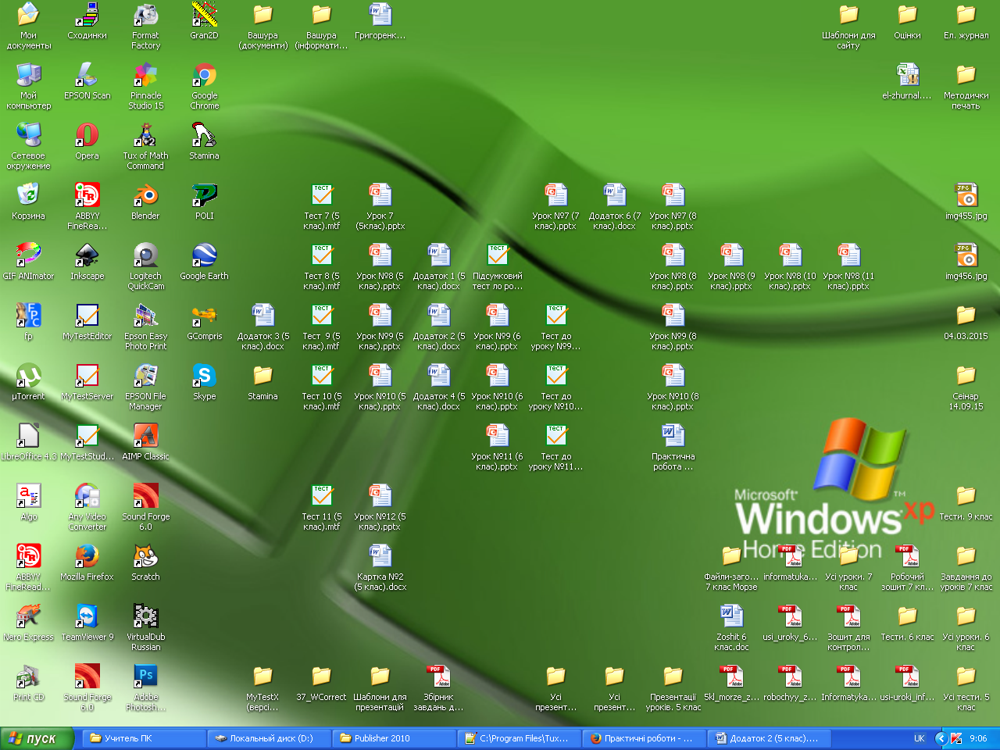 Мои документы
Сходинки
Format Factory
Gran2D
Вашура (документи)
Вашура (інформати...
Григоренк...
Шаблони для сайту
Оцінки
Ел. журнал
Мой компьютер
EPSON Scan
Pinnacle Studio 15
Google Chrome
el-zhurnal....
Методички печать
Сетевое окружение
Opera
Tux of Math Command
Stamina
Корзина
ABBYY FineRea...
Blender
POLI
Тест 7 (5 клас).mtf
Урок 7 (5клас).pptx
Урок №7 (7 клас).pptx
Додаток 6 (7 клас).docx
Урок №7 (8 клас).pptx
img455.jpg
GIF ANImator
Inkscape
Logitech QuickCam
Google Earth
Тест 8 (5 клас).mtf
Урок №8 (5 клас).pptx
Додаток 1 (5 клас).docx
Підсумковий тест по ро...
Урок №8 (8 клас).pptx
Урок №8 (9 клас).pptx
Урок №8 (10 клас).pptx
Урок №8 (11 клас).pptx
img456.jpg
fp
MyTestEditor
Epson Easy Photo Print
GCompris
Додаток 3 (5 клас).docx
Тест 9 (5 клас).mtf
Урок №9 (5 клас).pptx
Додаток 2 (5 клас).docx
Урок №9 (6 клас).pptx
Тест до уроку №9...
Урок №9 (8 клас).pptx
04.03.2015
µTorrent
MyTestServer
EPSON File Manager
Skype
Stamina
Тест 10 (5 клас).mtf
Урок №10 (5 клас).pptx
Додаток 4 (5 клас).docx
Урок №10 (6 клас).pptx
Тест до уроку №10...
Урок №10 (8 клас).pptx
Сеінар 14.09.15
LibreOffice 4.3
MyTestStud...
AIMP Classic
Урок №11 (6 клас).pptx
Тест до уроку №11...
Практична робота ...
Microsoft
Windows xp
Home Edition
Algo
Any Video Converter
Sound Forge 6.0
Тест 11 (5 клас).mtf
Урок №12 (5 клас).pptx
Тести. 9 клас
ABBYY FineRead...
Mozilla Firefox
Scratch
Картка №2 (5 клас).docx
Файли-заго... 7 клас Морзе
informatuka...
Усі уроки. 7 клас
Робочий зошит 7 кл...
Завдання до уроків 7 клас
Nero Express
TeamViewer 9
VirtualDub Russian
Zoshit 6 клас.doc
usi_uroky_6...
Зошит для контрол...
Тести. 6 клас
Усі уроки. 6 клас
Print CD
Sound Forge 6.0
Adobe Photosh...
MyTestX (версі...
37_WCorrect
Шаблони для презентацій
Збірник завдань д...
Усі презент...
Усі презент...
Презентації уроків. 5 клас
5kl_morze_z...
robochyy_z...
Informatyka...
usi-uroki_inf...
Усі тести. 5 клас
пуск
Учитель ПК
Локальный диск (D:)
Publisher 2010
C:\Program Files\Tux...
Практичні роботи - ...
Додаток 2 (5 клас)....
UK
9:06